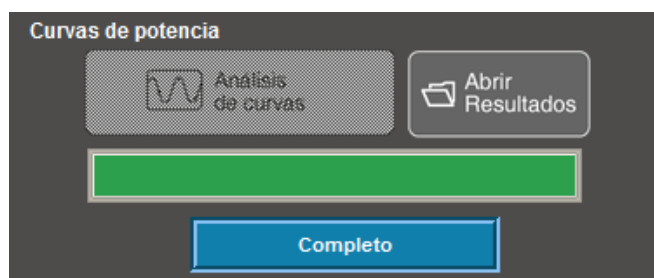 Curvas de potencia
Análisis
de curvas
Abrir
Resultados
Completo